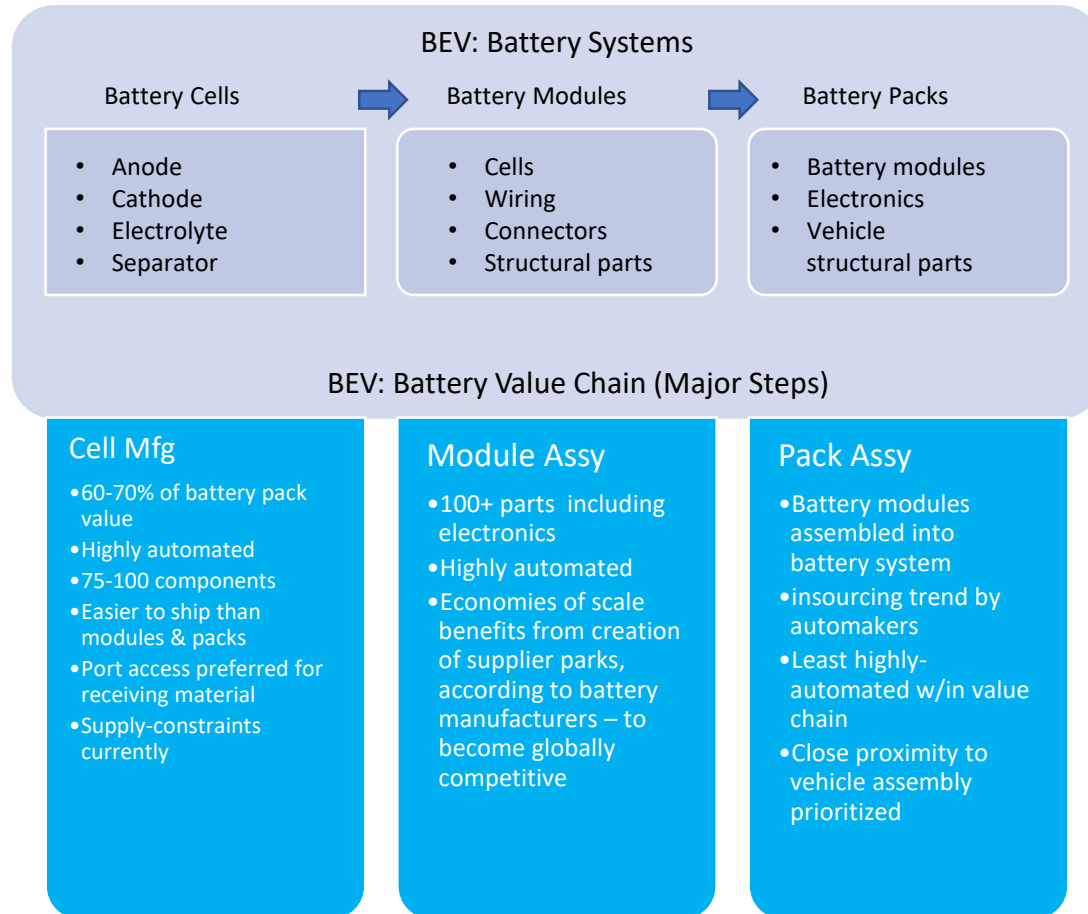 BEV: Battery Systems
Battery Cells
Battery Modules
Battery Packs
• Anode
• Cathode
• Electrolyte
• Separator
• Cells
• Wiring
• Connectors
• Structural parts
• Battery modules
• Electronics
• Vehicle
structural parts
BEV: Battery Value Chain (Major Steps)
Cell Mfg
•60-70% of battery pack
value
•Highly automated
•75-100 components
•Easier to ship than
modules & packs
•Port access preferred for
receiving material
•Supply-constraints
currently
Module Assy
•100+ parts including
electronics
•Highly automated
•Economies of scale
benefits from creation
of supplier parks,
according to battery
manufacturers – to
become globally
competitive
Pack Assy
•Battery modules
assembled into
battery system
•insourcing trend by
automakers
•Least highly-
automated w/in value
chain
•Close proximity to
vehicle assembly
prioritized